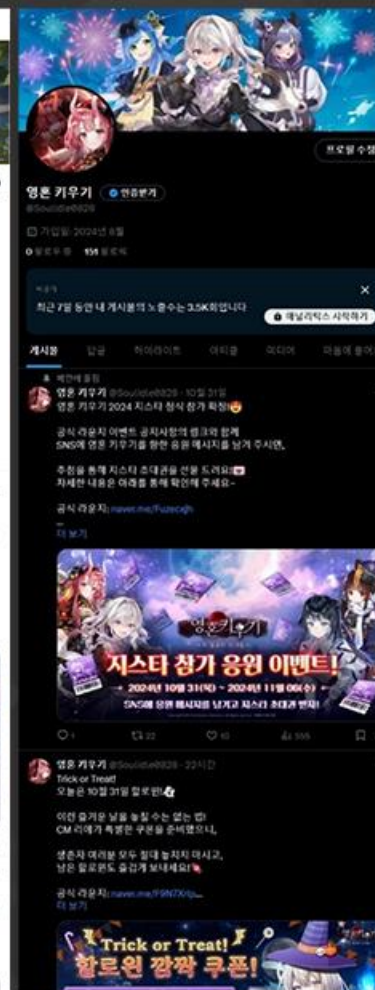 프로필 수정
영혼 키우기 인증받기
@SoulIdle0828
가입일: 2024년 8월
0 팔로우 중 151 팔로워
비공개
최근 7일 동안 내 게시물의 노출수는 3.5K회입니다
애널리틱스 시작하기
게시물 답글 하이라이트 아티클 미디어 마음에 들어
메인에 올림
영혼 키우기 @SoulIdle0828 · 10월 31일
영혼 키우기 2024 지스타 정식 참가 확정!
공식 라운지 이벤트 공지사항의 링크와 함께
SNS에 영혼 키우기를 향한 응원 메시지를 남겨 주시면,
추첨을 통해 지스타 초대권을 선물 드려요!
자세한 내용은 아래를 통해 확인해 주세요~
공식 라운지: naver.me/Fuzecxjh
...
더 보기
영혼키우기
지스타 참가 응원 이벤트!
2024년 10월 31(목) ~ 2024년 11월 06(수)
SNS에 응원 메시지를 남기고 지스타 초대권 받자!
1 22 10 555
영혼 키우기 @SoulIdle0828 · 22시간
Trick or Treat!
오늘은 10월 31일 할로윈!
이런 즐거운 날을 놓칠 수는 없는 법!
CM 리에가 특별한 쿠폰을 준비했으니,
생존자 여러분 모두 절대 놓치지 마시고,
남은 할로윈도 즐겁게 보내세요!
공식 라운지:
더 보기
Trick or Treat!
할로윈 깜짝 쿠폰!